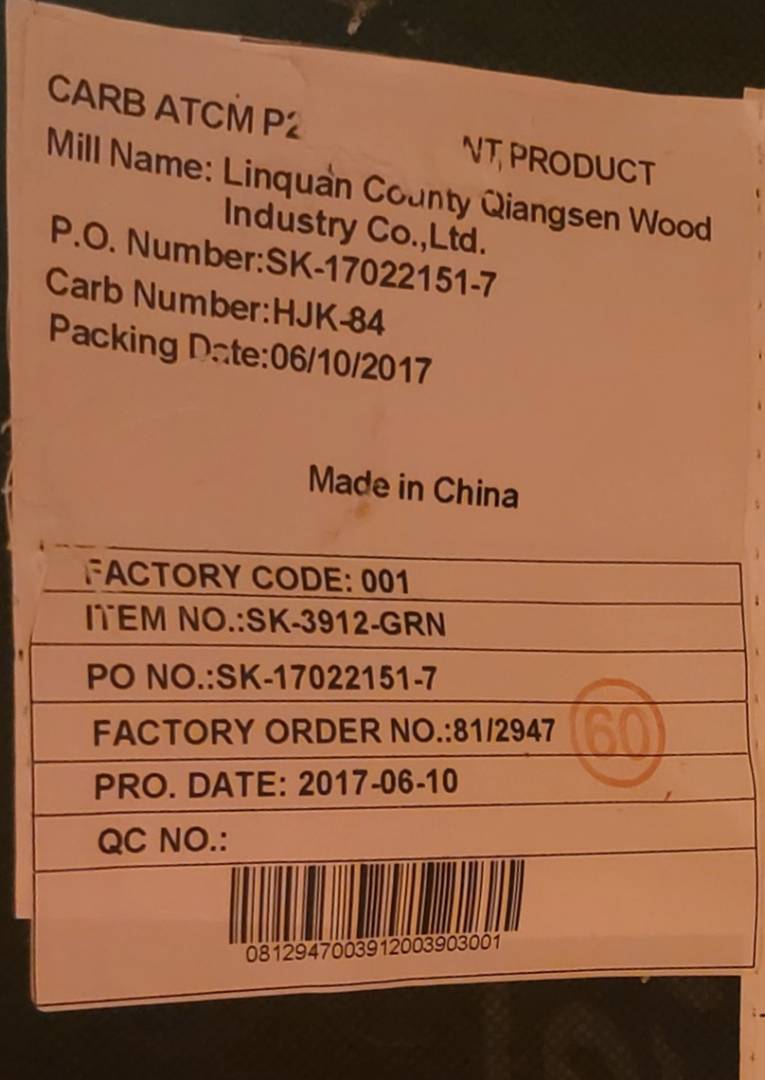 CARB ATCM P2 NT PRODUCT
Mill Name: Linquan County Qiangsen Wood
Industry Co.,Ltd.
P.O. Number:SK-17022151-7
Carb Number:HJK-84
Packing Date:06/10/2017
Made in China
FACTORY CODE: 001
ITEM NO.:SK-3912-GRN
PO NO.:SK-17022151-7
FACTORY ORDER NO.:81/2947
60
PRO. DATE: 2017-06-10
QC NO.:
0812947003912003903001